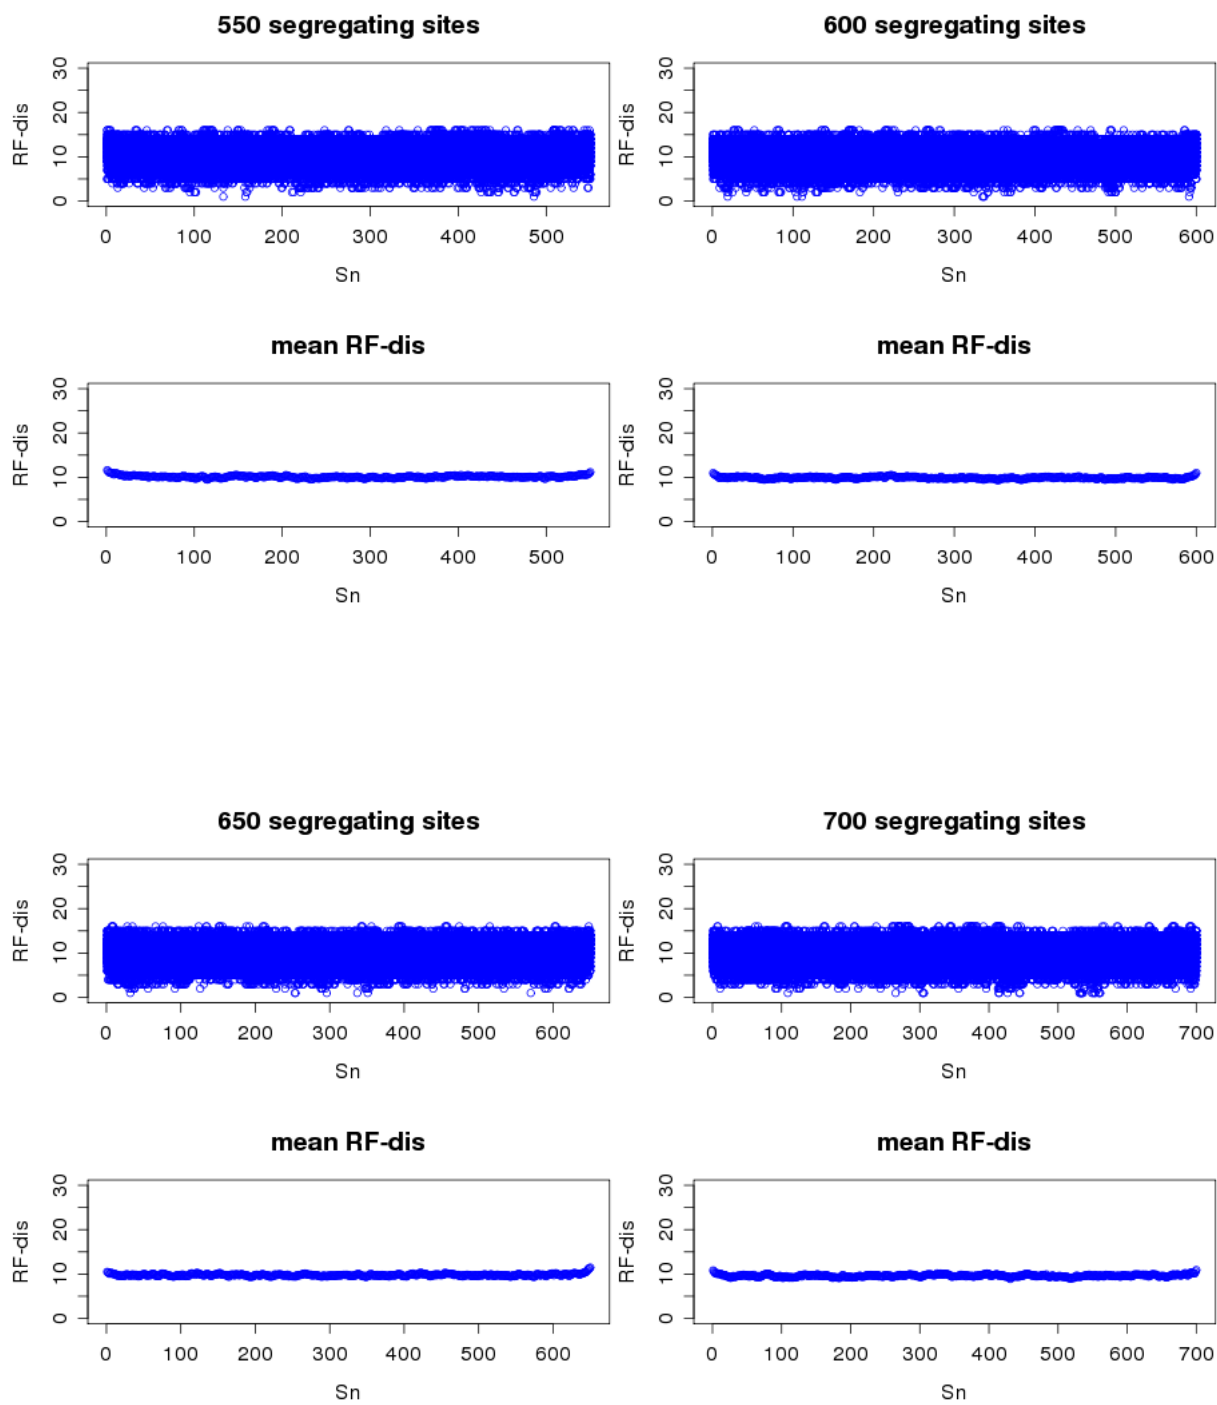 550 segregating sites
RF-dis
30
20
10
0
0 100 200 300 400 500
Sn
600 segregating sites
RF-dis
30
20
10
0
0 100 200 300 400 500 600
Sn
mean RF-dis
RF-dis
30
20
10
0
0 100 200 300 400 500
Sn
mean RF-dis
RF-dis
30
20
10
0
0 100 200 300 400 500 600
Sn
650 segregating sites
RF-dis
30
20
10
0
0 100 200 300 400 500 600
Sn
700 segregating sites
RF-dis
30
20
10
0
0 100 200 300 400 500 600 700
Sn
mean RF-dis
RF-dis
30
20
10
0
0 100 200 300 400 500 600
Sn
mean RF-dis
RF-dis
30
20
10
0
0 100 200 300 400 500 600 700
Sn